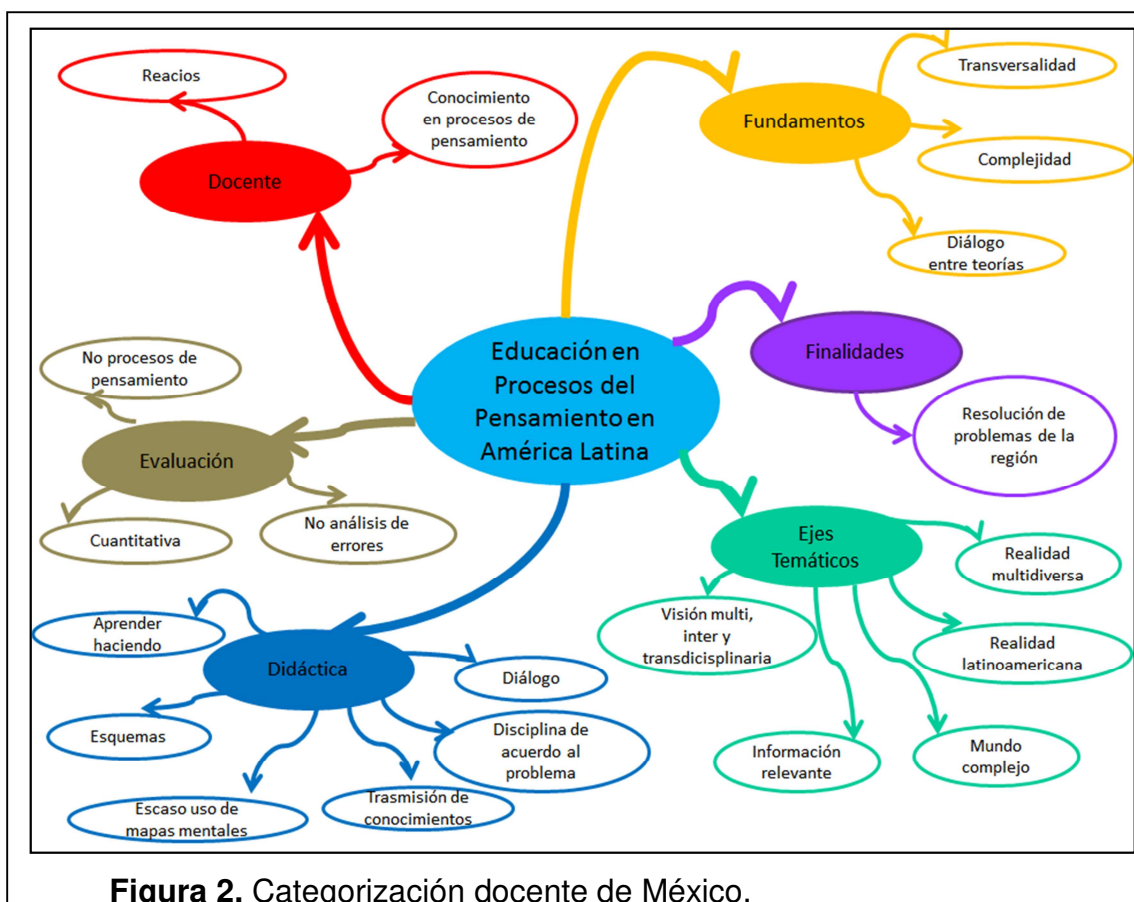 Reacios
Conocimiento
en procesos de
pensamiento
Docente
Transversalidad
Fundamentos
Complejidad
Diálogo
entre teorías
Educación en
Procesos del
Pensamiento en
América Latina
Finalidades
Resolución de
problemas de la
región
No procesos de
pensamiento
Evaluación
Cuantitativa
No análisis de
errores
Ejes
Temáticos
Realidad
multidiversa
Visión multi,
inter y
transdicisplinaria
Realidad
latinoamericana
Información
relevante
Mundo
complejo
Aprender
haciendo
Didáctica
Diálogo
Esquemas
Disciplina de
acuerdo al
problema
Escaso uso de
mapas mentales
Trasmisión de
conocimientos
Figura 2. Categorización docente de México.